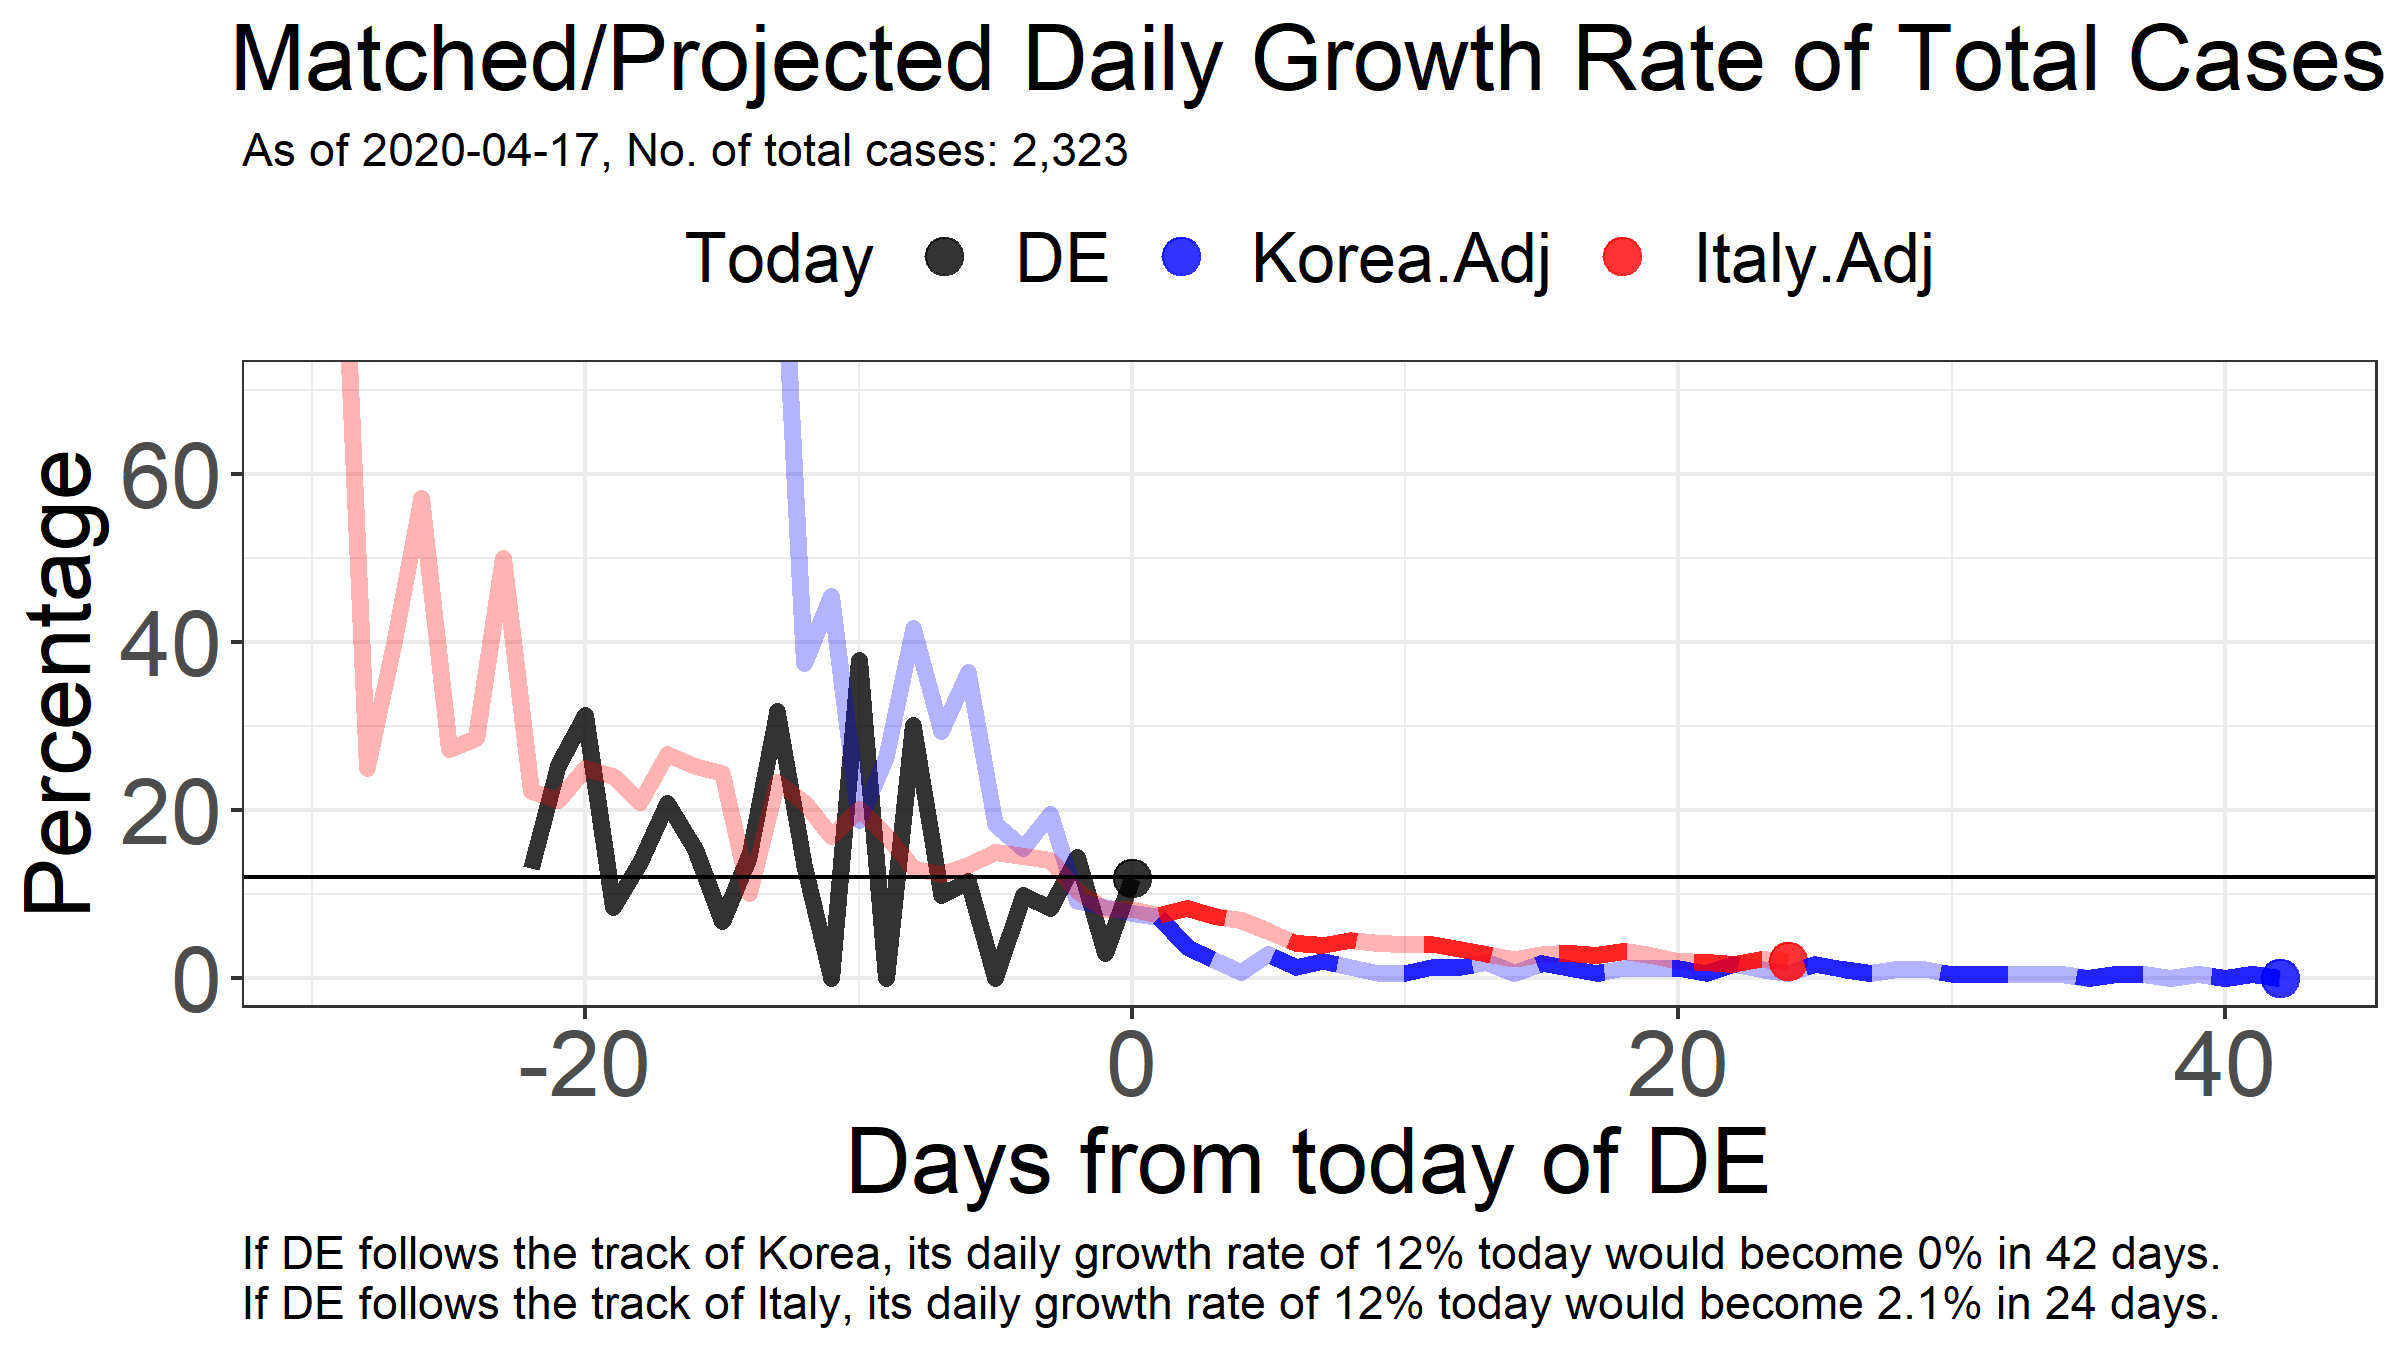 Matched/Projected Daily Growth Rate of Total Cases
As of 2020-04-17, No. of total cases: 2,323
Today DE Korea.Adj Italy.Adj
Percentage
60
40
20
0
-20 0 20 40
Days from today of DE
If DE follows the track of Korea, its daily growth rate of 12% today would become 0% in 42 days.
If DE follows the track of Italy, its daily growth rate of 12% today would become 2.1% in 24 days.